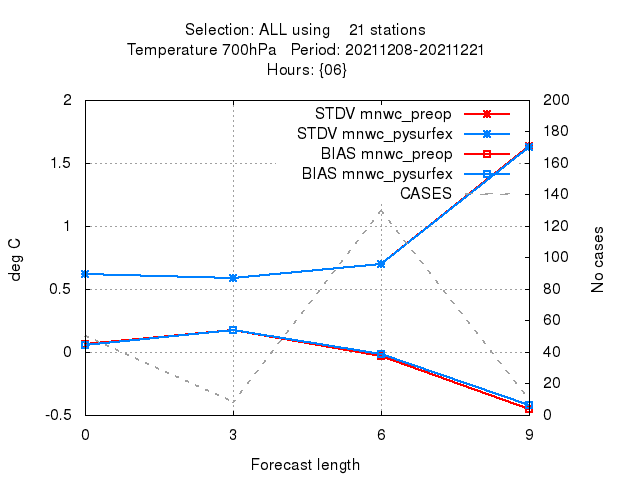 Selection: ALL using    21 stations
Temperature 700hPa   Period: 20211208-20211221
Hours: {06}
2
1.5
1
0.5
0
-0.5
200
180
160
140
120
100
80
60
40
20
0
STDV mnwc_preop
STDV mnwc_pysurfex
BIAS mnwc_preop
BIAS mnwc_pysurfex
CASES
deg C
No cases
0 3 6 9
Forecast length